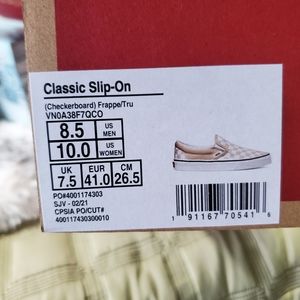 Classic Slip-On
(Checkerboard) Frappe/Tru
VN0A38F7QCO
8.5 US MEN
10.0 US WOMEN
UK EUR CM
7.5 41.0 26.5
PO#4001174303
SJV - 02/21
CPSIA PO/CUT#
400117430300010
1 91167 70541 6